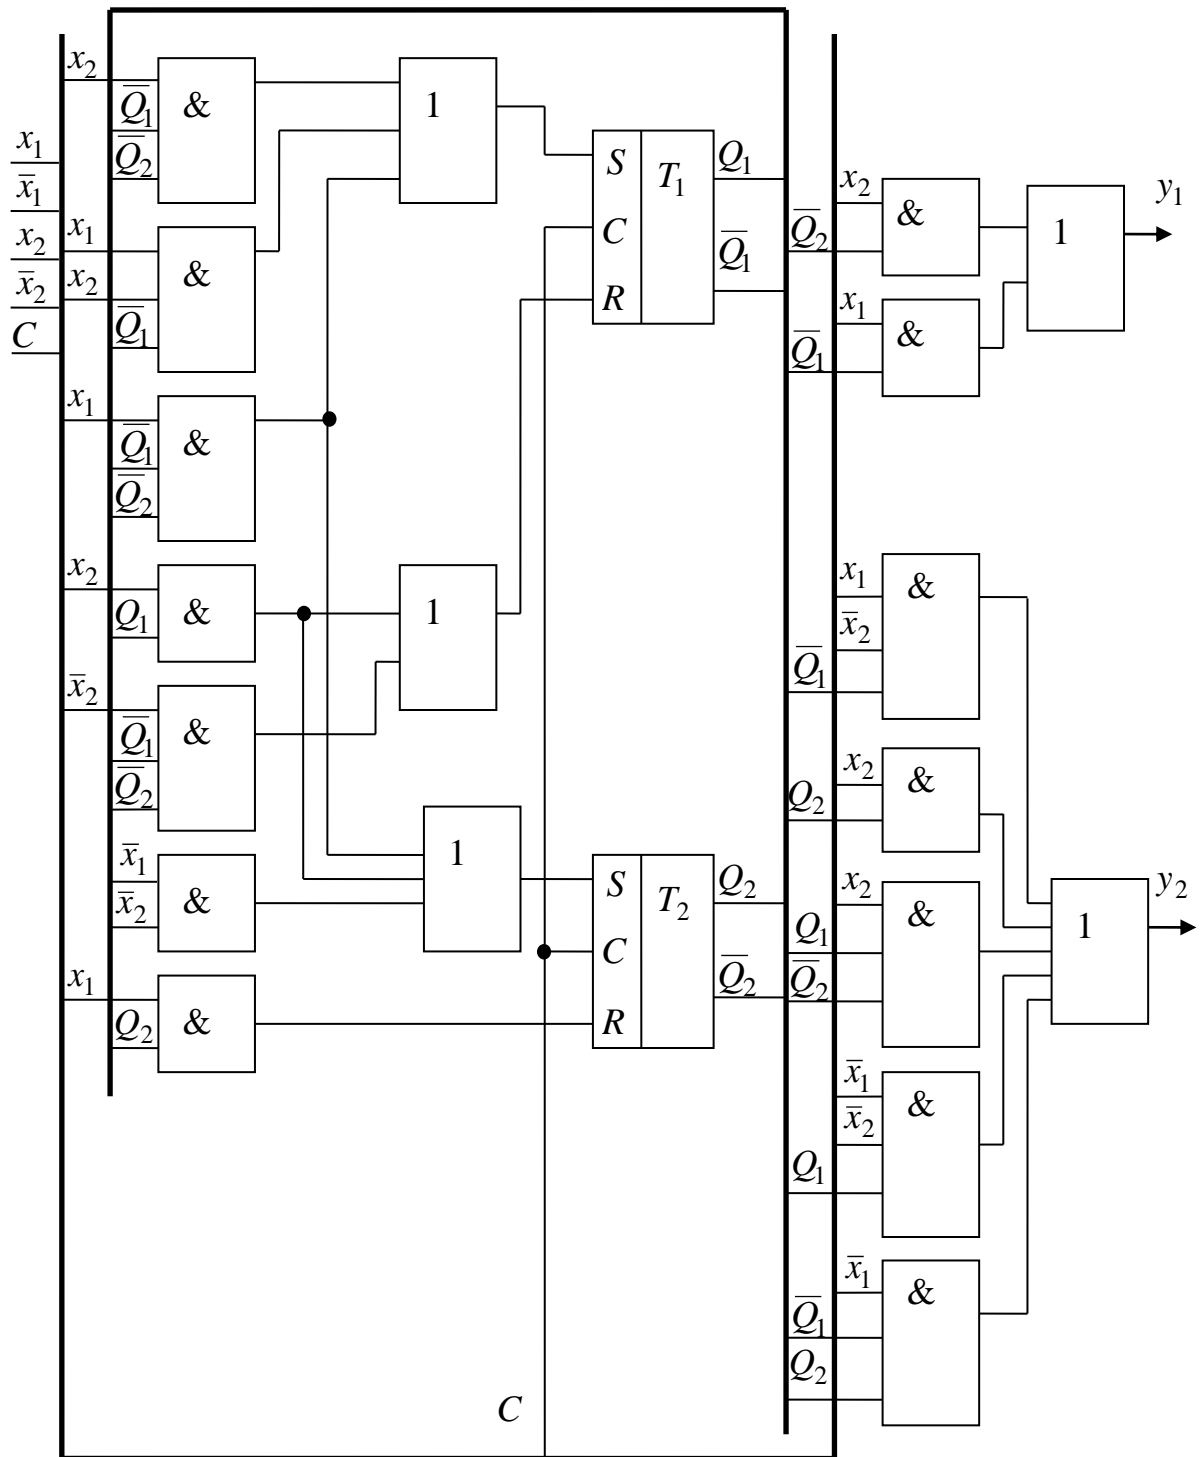 x₂
Q̅₁
Q̅₂
&
1
x₁
x̅₁
x₂
x̅₂
C
x₁
x₂
Q̅₁
&
x₁
Q̅₁
Q̅₂
&
x₂
Q₁
&
1
x̅₂
Q̅₁
Q̅₂
&
x̅₁
x̅₂
&
1
x₁
Q₂
&
S
C
R
T₁
Q₁
Q̅₁
S
C
R
T₂
Q₂
Q̅₂
C
x₂
Q̅₂
&
x₁
Q̅₁
&
1
y₁
x₁
x̅₂
Q̅₁
&
x₂
Q₂
&
x₂
Q₁
Q̅₂
&
x̅₁
x̅₂
Q₁
&
x̅₁
Q̅₁
Q₂
&
1
y₂